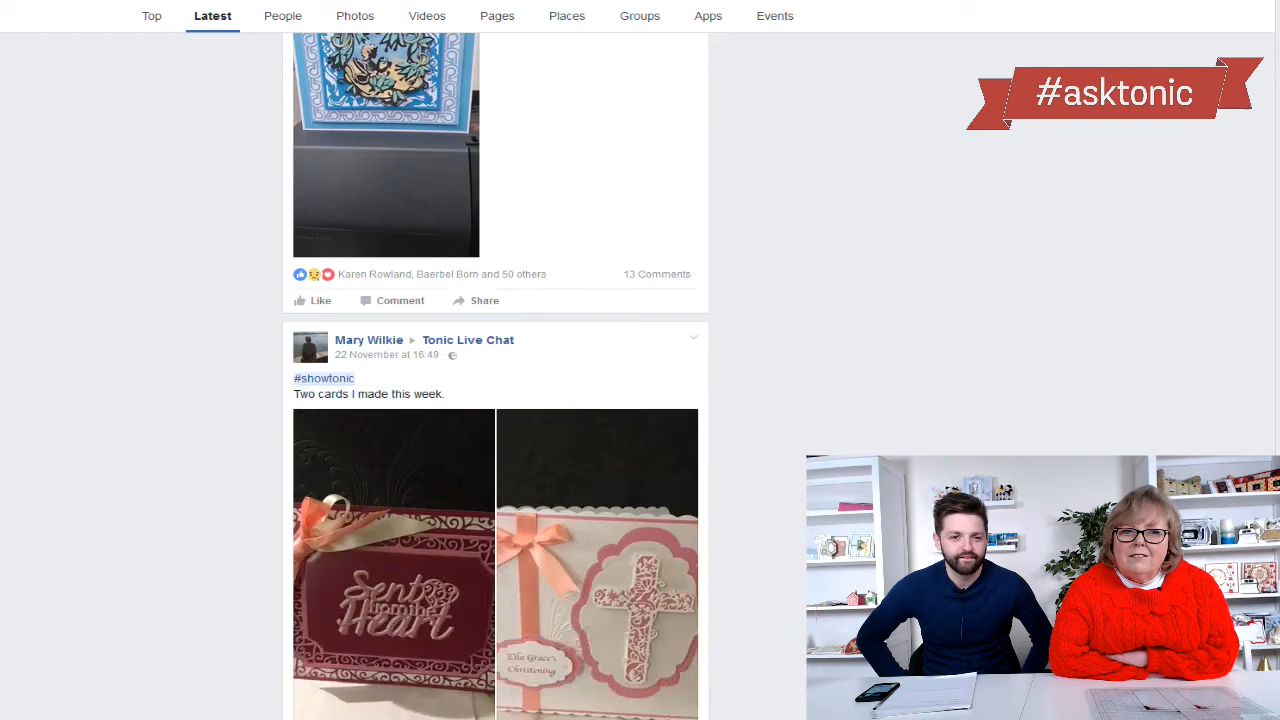 Top Latest People Photos Videos Pages Places Groups Apps Events
#asktonic
Karen Rowland, Baerbel Born and 50 others 13 Comments
Like Comment Share
Mary Wilkie Tonic Live Chat
22 November at 16:49
#showtonic
Two cards I made this week.
Sent
from the
Heart
Ella Grace's
Christening